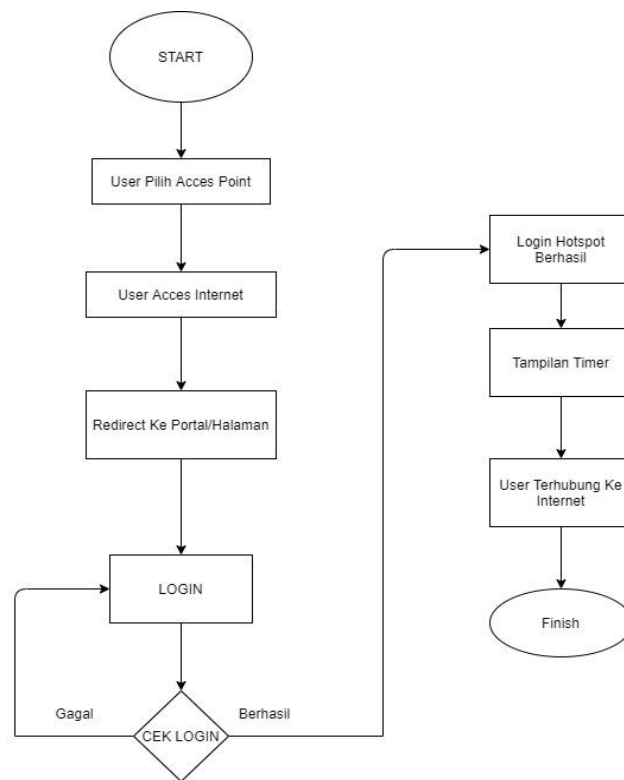 START
User Pilih Acces Point
User Acces Internet
Redirect Ke Portal/Halaman
LOGIN
CEK LOGIN
Gagal
Berhasil
Login Hotspot
Berhasil
Tampilan Timer
User Terhubung Ke
Internet
Finish